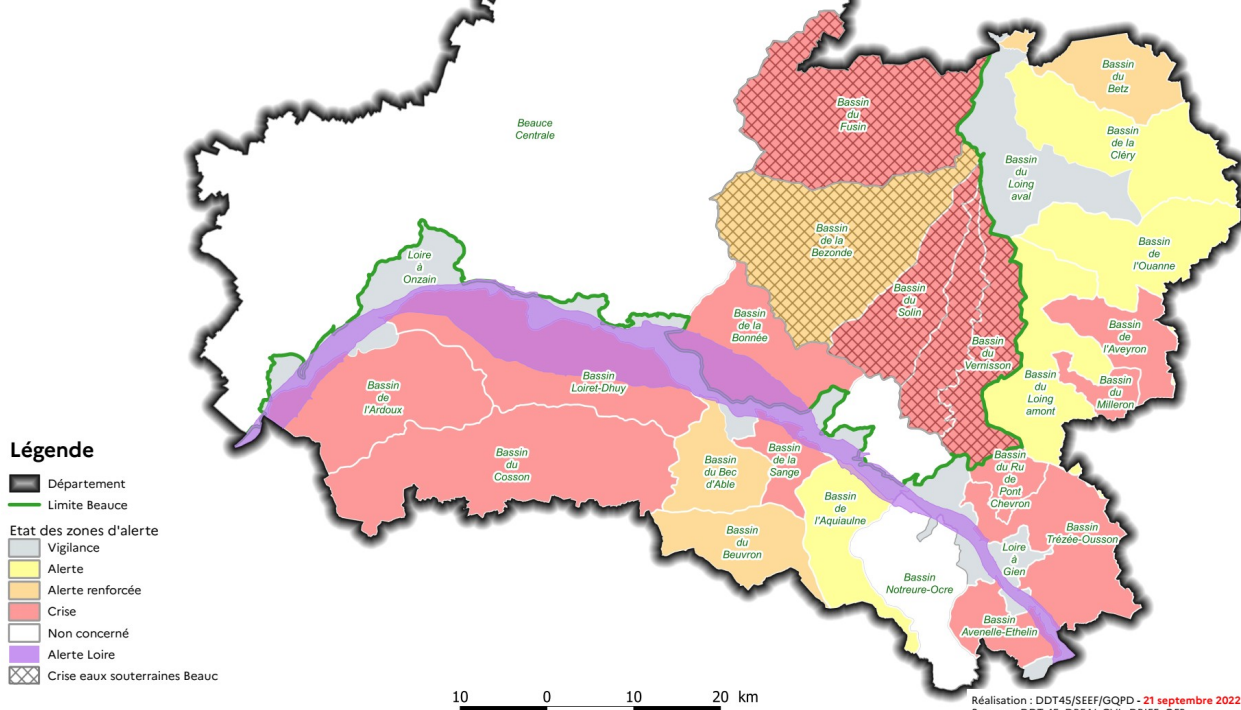 Beauce
Centrale
Bassin
du
Fusin
Bassin
du
Betz
Bassin
de la
Cléry
Bassin
du
Loing
aval
Bassin
de la
Bezonde
Bassin
de
l'Ouanne
Loire
à
Onzain
Bassin
du
Solin
Bassin
de la
Bonnée
Bassin
du
Vernisson
Bassin
de
l'Aveyron
Bassin
du
Milleron
Bassin
du
Loing
amont
Bassin
Loiret-Dhuy
Bassin
de
l'Ardoux
Bassin
du
Cosson
Bassin
du Bec
d'Able
Bassin
de la
Sange
Bassin
de
l'Aquiaulne
Bassin
du Ru
de
Pont
Chevron
Bassin
Trézée-Ousson
Bassin
du
Beuvron
Loire
à
Gien
Bassin
Notreure-Ocre
Bassin
Avenelle-Ethelin
Légende
Département
Limite Beauce
Etat des zones d'alerte
Vigilance
Alerte
Alerte renforcée
Crise
Non concerné
Alerte Loire
Crise eaux souterraines Beauc
10 0 10 20 km
Réalisation : DDT45/SEEF/GQPD - 21 septembre 2022